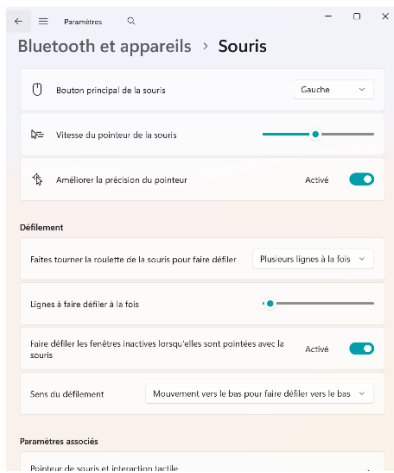 Paramètres
Bluetooth et appareils > Souris
Bouton principal de la souris
Gauche
Vitesse du pointeur de la souris
Améliorer la précision du pointeur
Activé
Défilement
Faites tourner la roulette de la souris pour faire défiler
Plusieurs lignes à la fois
Lignes à faire défiler à la fois
Faire défiler les fenêtres inactives lorsqu'elles sont pointées avec la
souris
Activé
Sens du défilement
Mouvement vers le bas pour faire défiler vers le bas
Paramètres associés
Pointeur de souris et interaction tactile